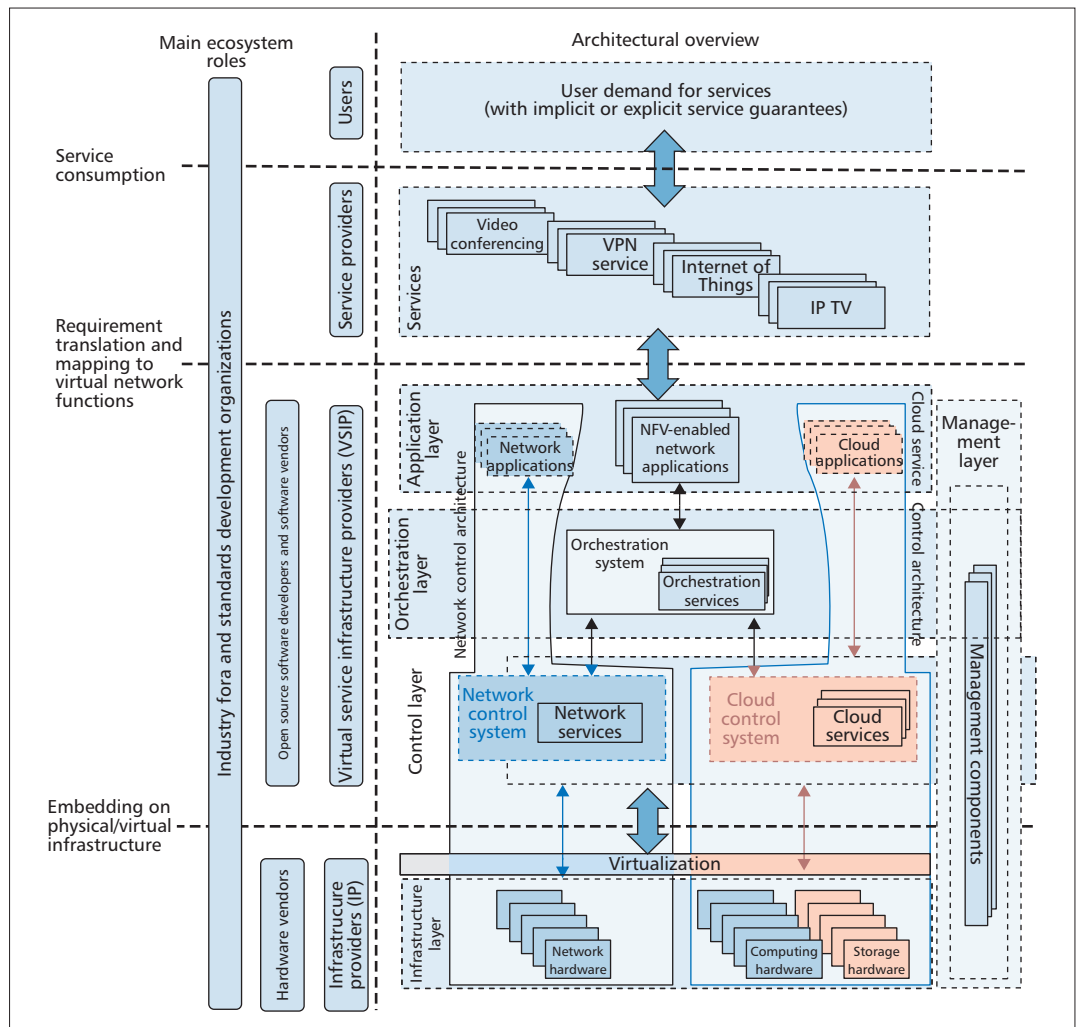 Main ecosystem
roles
Architectural overview
Users
User demand for services
(with implicit or explicit service guarantees)
Service
consumption
Industry fora and standards development organizations
Service providers
Services
Video
conferencing
VPN
service
Internet of
Things
IP TV
Requirement
translation and
mapping to
virtual network
functions
Open source software developers and software vendors
Virtual service infrastructure providers (VSIP)
Application
layer
Network
applications
NFV-enabled
network
applications
Cloud
applications
Cloud service
Manage-
ment
layer
Network control architecture
Control architecture
Orchestration
layer
Orchestration
system
Orchestration
services
Management components
Control layer
Network
control
system
Network
services
Cloud
control
system
Cloud
services
Embedding on
physical/virtual
infrastructure
Virtualization
Hardware vendors
Infrastrucure
providers (IP)
Infrastructure
layer
Network
hardware
Computing
hardware
Storage
hardware